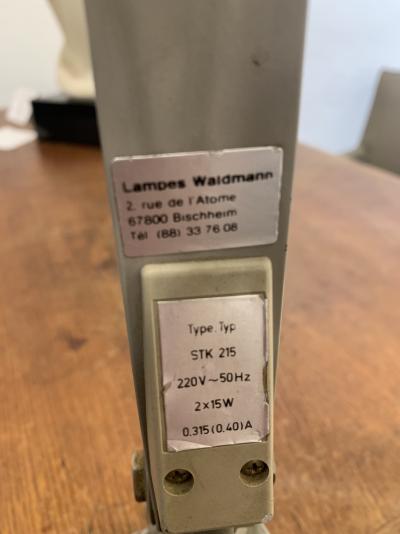 Lampes Waldmann
2, rue de l'Atome
67800 Bischheim
Tél. (88) 33 76 08
Type. Typ
STK 215
220V~50Hz
2x15W
0.315(0.40)A